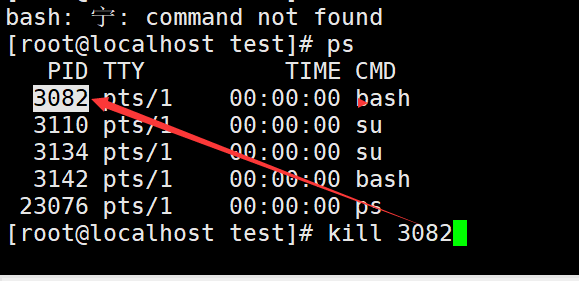 bash: 宁: command not found
[root@localhost test]# ps
PID TTY TIME CMD
3082 pts/1 00:00:00 bash
3110 pts/1 00:00:00 su
3134 pts/1 00:00:00 su
3142 pts/1 00:00:00 bash
23076 pts/1 00:00:00 ps
[root@localhost test]# kill 3082